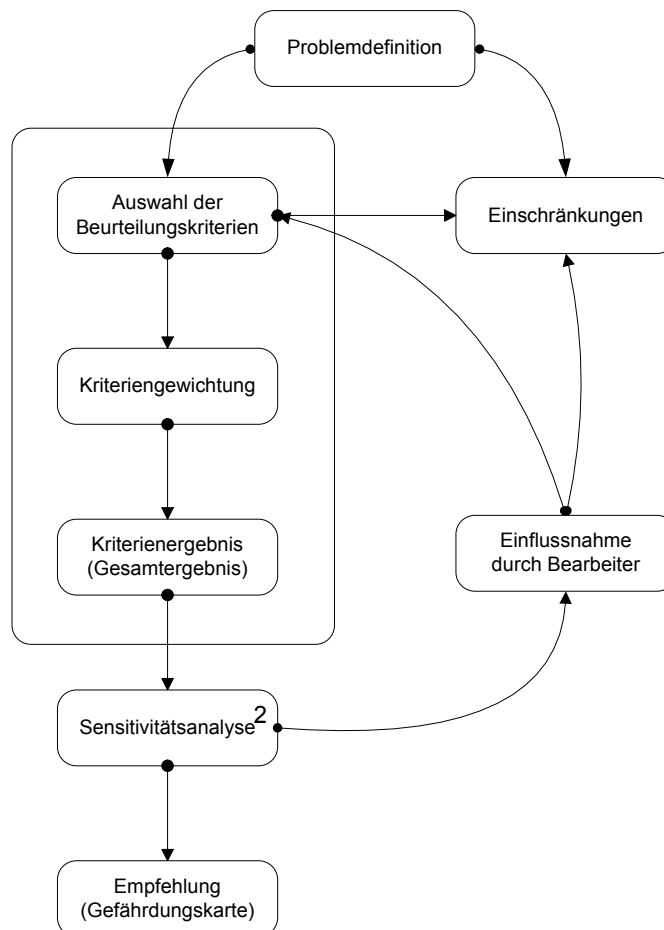 Problemdefinition
Auswahl der
Beurteilungskriterien
Einschränkungen
Kriteriengewichtung
Kriterienergebnis
(Gesamtergebnis)
Einflussnahme
durch Bearbeiter
Sensitivitätsanalyse2
Empfehlung
(Gefährdungskarte)